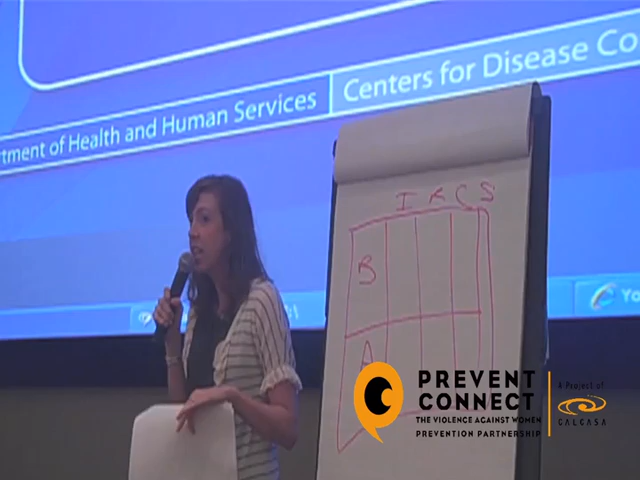 rtment of Health and Human Services
Centers for Disease Co
I R C S
B
A
Yo
PREVENT
CONNECT
THE VIOLENCE AGAINST WOMEN
PREVENTION PARTNERSHIP
A Project of
CALCASA